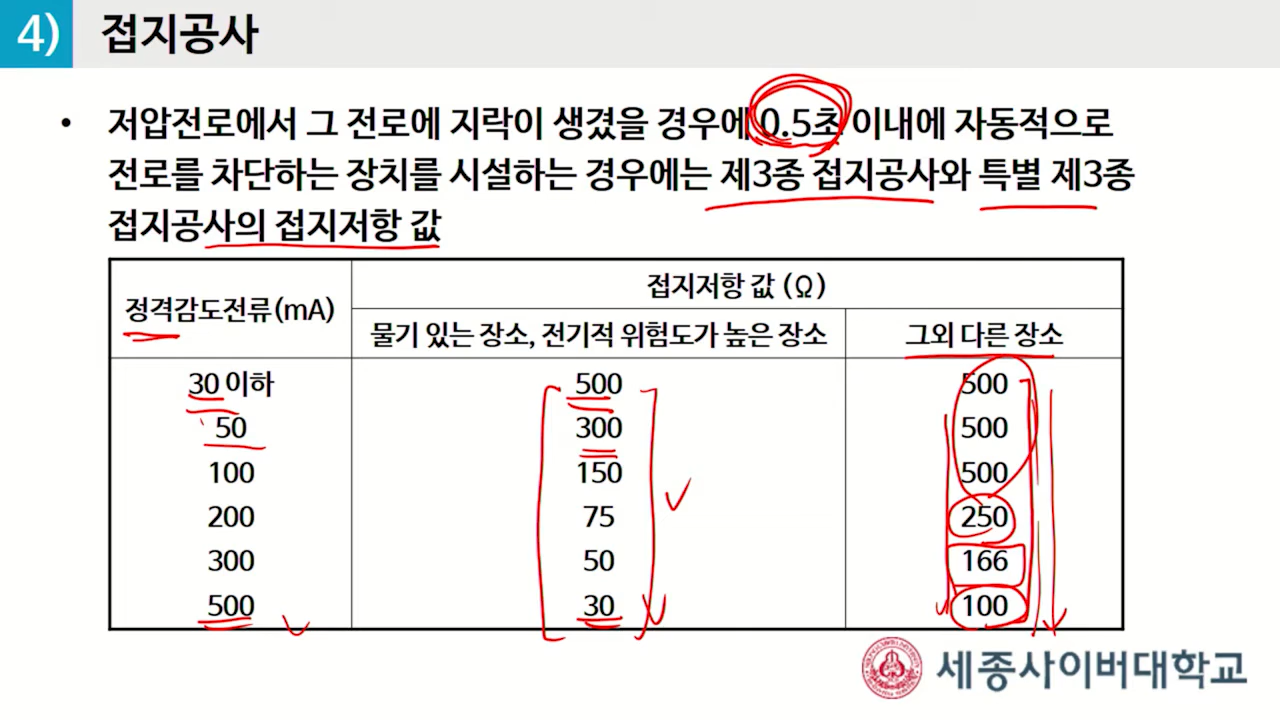 4) 접지공사
• 저압전로에서 그 전로에 지락이 생겼을 경우에 0.5초 이내에 자동적으로
전로를 차단하는 장치를 시설하는 경우에는 제3종 접지공사와 특별 제3종
접지공사의 접지저항 값
정격감도전류(mA) 접지저항 값 (Ω)
물기 있는 장소, 전기적 위험도가 높은 장소 그외 다른 장소
30 이하 500 500
50 300 500
100 150 500
200 75 250
300 50 166
500 30 100
세종사이버대학교